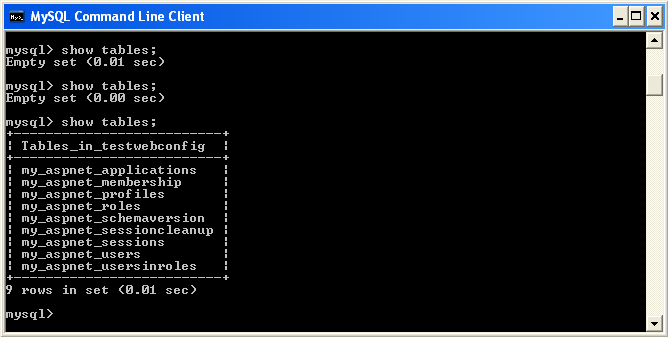 MySQL Command Line Client
mysql> show tables;
Empty set (0.01 sec)
mysql> show tables;
Empty set (0.00 sec)
mysql> show tables;
+-------------------------+
| Tables_in_testwebconfig |
+-------------------------+
| my_aspnet_applications |
| my_aspnet_membership |
| my_aspnet_profiles |
| my_aspnet_roles |
| my_aspnet_schemaversion |
| my_aspnet_sessioncleanup |
| my_aspnet_sessions |
| my_aspnet_users |
| my_aspnet_usersinroles |
+-------------------------+
9 rows in set (0.01 sec)
mysql>